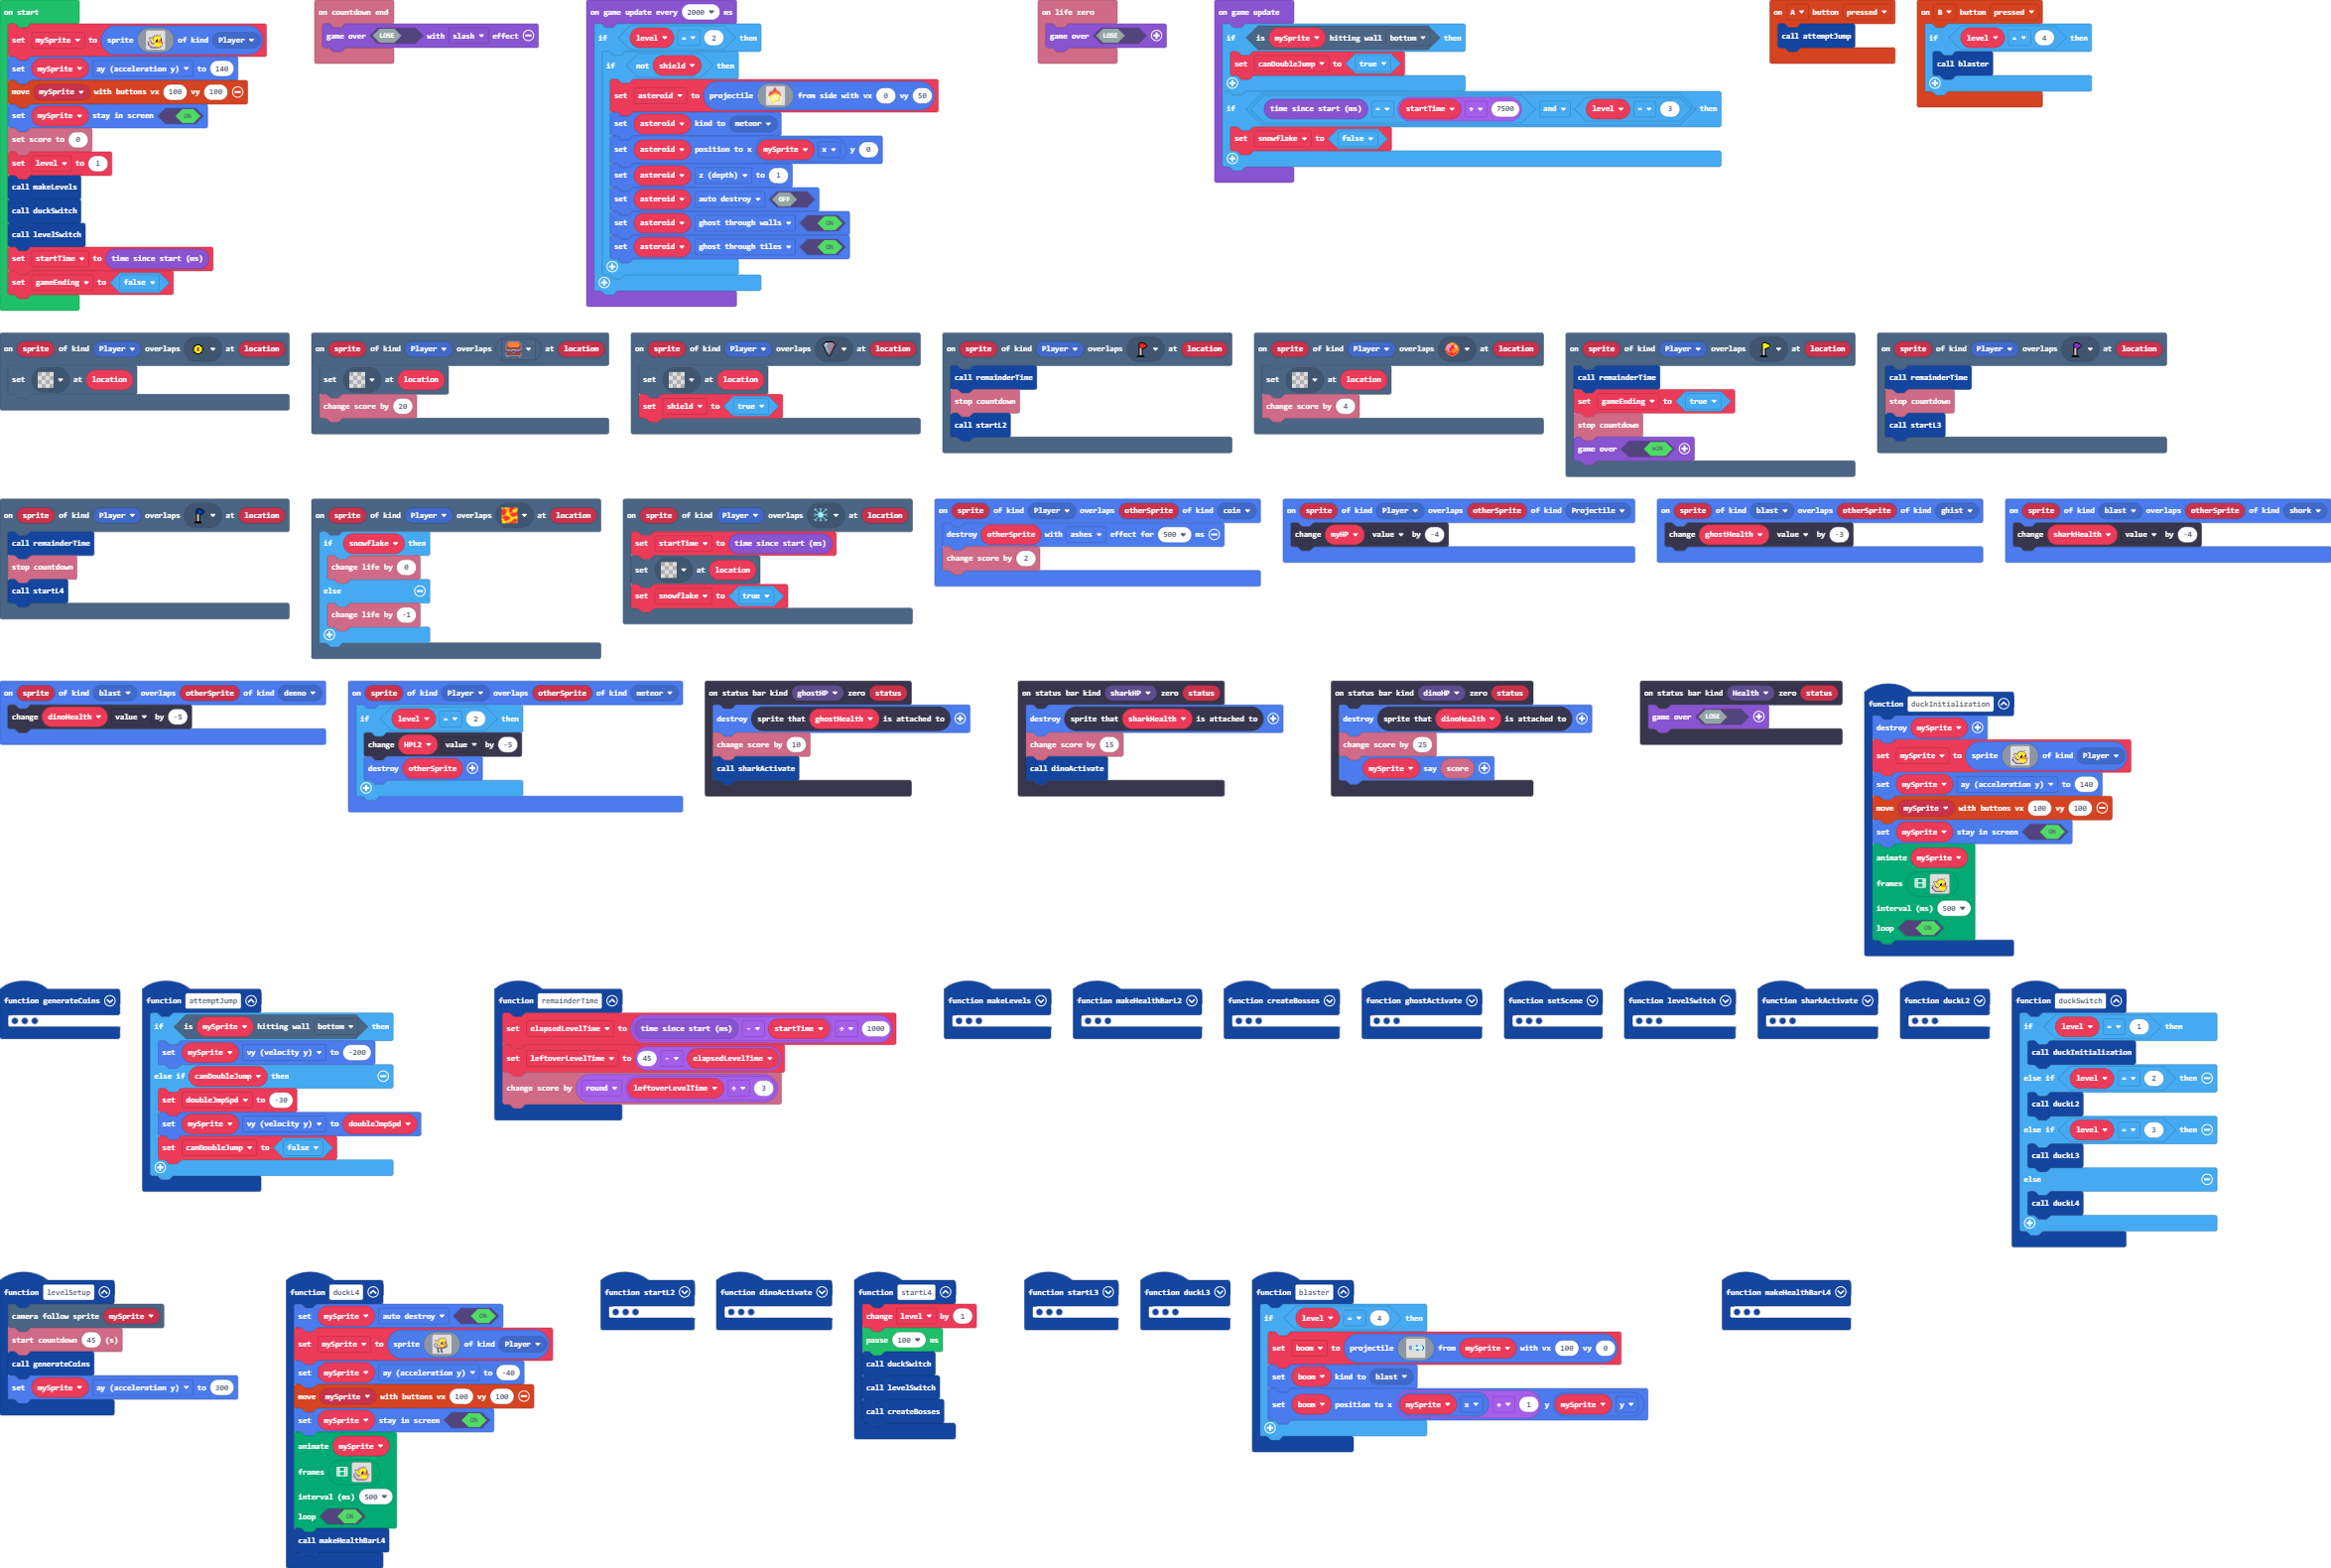 on start
set mySprite to sprite of kind Player
set mySprite ay (acceleration y) to 140
move mySprite with buttons vx 100 vy 100
set mySprite stay in screen ON
set score to 0
set level to 1
call makeLevels
call duckSwitch
call levelSwitch
set startTime to time since start (ms)
set gameEnding to false
on countdown end
game over LOSE with slash effect
on game update every 2000 ms
if level = 2 then
if not shield then
set asteroid to projectile from side with vx 0 vy 50
set asteroid kind to meteor
set asteroid position to x mySprite x y 0
set asteroid z (depth) to 1
set asteroid auto destroy OFF
set asteroid ghost through walls ON
set asteroid ghost through tiles ON
on life zero
game over LOSE
on game update
if is mySprite hitting wall bottom then
set canDoubleJump to true
if time since start (ms) = startTime + 7500 and level = 3 then
set snowflake to false
on A button pressed
call attemptJump
on B button pressed
if level = 4 then
call blaster
on sprite of kind Player overlaps at location
set at location
on sprite of kind Player overlaps at location
set at location
change score by 20
on sprite of kind Player overlaps at location
set at location
set shield to true
on sprite of kind Player overlaps at location
call remainderTime
stop countdown
call startL2
on sprite of kind Player overlaps at location
set at location
change score by 4
on sprite of kind Player overlaps at location
call remainderTime
set gameEnding to true
stop countdown
game over WIN
on sprite of kind Player overlaps at location
call remainderTime
stop countdown
call startL3
on sprite of kind Player overlaps at location
call remainderTime
stop countdown
call startL4
on sprite of kind Player overlaps at location
if snowflake then
change life by 0
else
change life by -1
on sprite of kind Player overlaps at location
set startTime to time since start (ms)
set at location
set snowflake to true
on sprite of kind Player overlaps otherSprite of kind coin
destroy otherSprite with ashes effect for 500 ms
change score by 2
on sprite of kind Player overlaps otherSprite of kind Projectile
change myHP value by -4
on sprite of kind blast overlaps otherSprite of kind ghist
change ghostHealth value by -3
on sprite of kind blast overlaps otherSprite of kind shork
change sharkHealth value by -4
on sprite of kind blast overlaps otherSprite of kind deeno
change dinoHealth value by -5
on sprite of kind Player overlaps otherSprite of kind meteor
if level = 2 then
change HPL2 value by -5
destroy otherSprite
on status bar kind ghostHP zero status
destroy sprite that ghostHealth is attached to
change score by 10
call sharkActivate
on status bar kind sharkHP zero status
destroy sprite that sharkHealth is attached to
change score by 15
call dinoActivate
on status bar kind dinoHP zero status
destroy sprite that dinoHealth is attached to
change score by 25
mySprite say score
on status bar kind Health zero status
game over LOSE
function duckInitialization
destroy mySprite
set mySprite to sprite of kind Player
set mySprite ay (acceleration y) to 140
move mySprite with buttons vx 100 vy 100
set mySprite stay in screen ON
animate mySprite
frames
interval (ms) 500
loop ON
function generateCoins
function attemptJump
if is mySprite hitting wall bottom then
set mySprite vy (velocity y) to -200
else if canDoubleJump then
set doubleJmpSpd to -30
set mySprite vy (velocity y) to doubleJmpSpd
set canDoubleJump to false
function remainderTime
set elapsedLevelTime to time since start (ms) - startTime ÷ 1000
set leftoverLevelTime to 45 - elapsedLevelTime
change score by round leftoverLevelTime ÷ 3
function makeLevels
function makeHealthBarL2
function createBosses
function ghostActivate
function setScene
function levelSwitch
function sharkActivate
function duckL2
function duckSwitch
if level = 1 then
call duckInitialization
else if level = 2 then
call duckL2
else if level = 3 then
call duckL3
else
call duckL4
function levelSetup
camera follow sprite mySprite
start countdown 45 (s)
call generateCoins
set mySprite ay (acceleration y) to 300
function duckL4
set mySprite auto destroy ON
set mySprite to sprite of kind Player
set mySprite ay (acceleration y) to -40
move mySprite with buttons vx 100 vy 100
set mySprite stay in screen ON
animate mySprite
frames
interval (ms) 500
loop ON
call makeHealthBarL4
function startL2
function dinoActivate
function startL4
change level by 1
pause 100 ms
call duckSwitch
call levelSwitch
call createBosses
function startL3
function duckL3
function blaster
if level = 4 then
set boom to projectile from mySprite with vx 100 vy 0
set boom kind to blast
set boom position to x mySprite x + 1 y mySprite y
function makeHealthBarL4